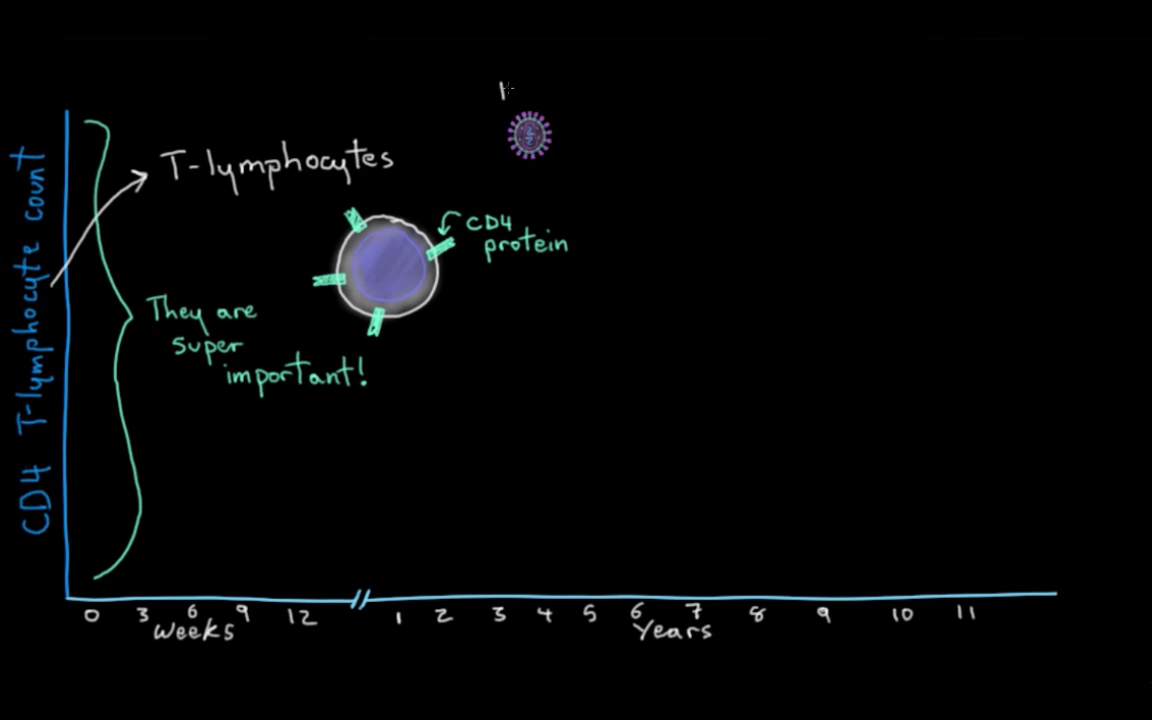 T-lymphocytes
CD4
protein
They are
super
important!
CD4 T-lymphocyte count
0 3 6 9 12 1 2 3 4 5 6 7 8 9 10 11
Weeks Years